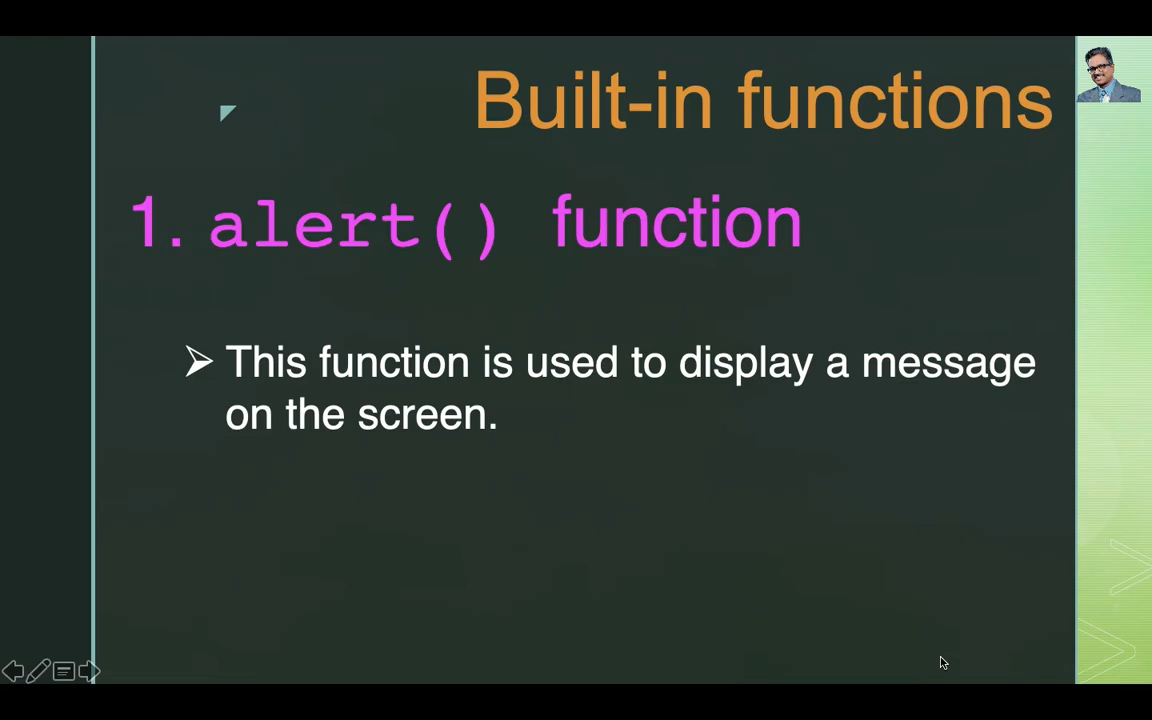 Built-in functions
1. alert() function
➢ This function is used to display a message
on the screen.